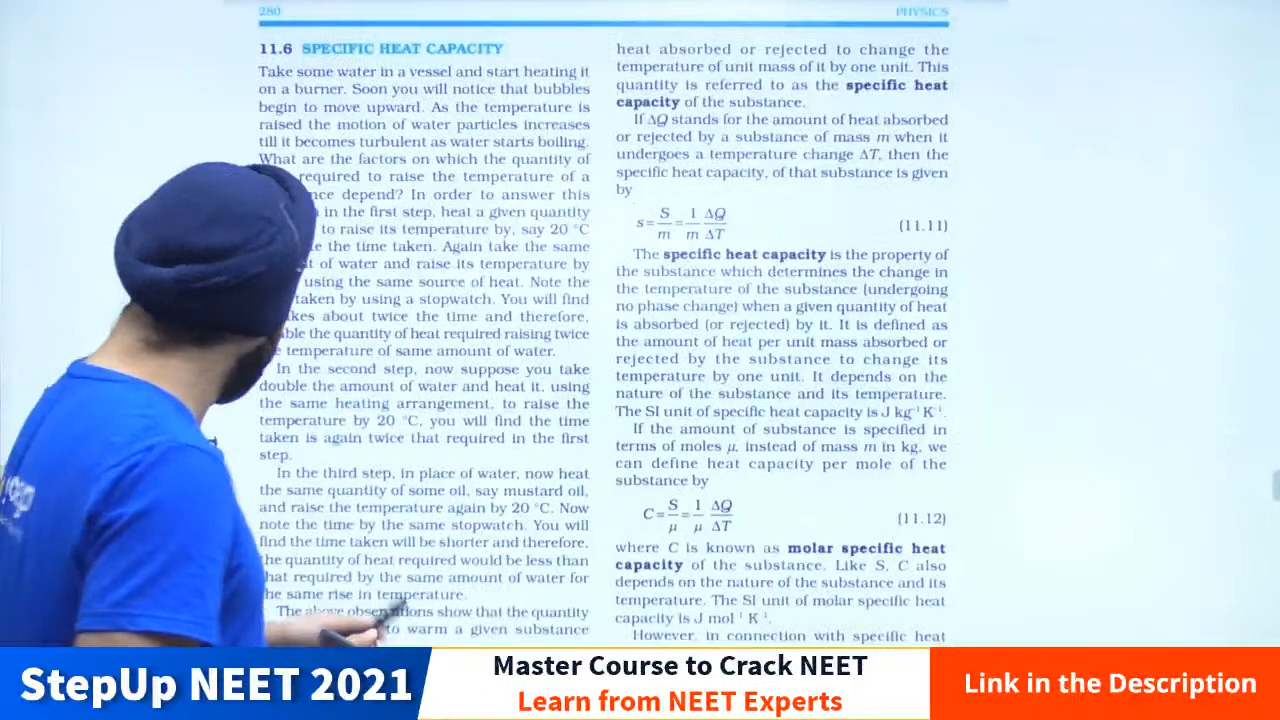 280
PHYSICS
11.6 SPECIFIC HEAT CAPACITY
Take some water in a vessel and start heating it
on a burner. Soon you will notice that bubbles
begin to move upward. As the temperature is
raised the motion of water particles increases
till it becomes turbulent as water starts boiling.
What are the factors on which the quantity of
required to raise the temperature of a
nce depend? In order to answer this
in the first step, heat a given quantity
to raise its temperature by, say 20 °C
the time taken. Again take the same
of water and raise its temperature by
using the same source of heat. Note the
taken by using a stopwatch. You will find
kes about twice the time and therefore,
ble the quantity of heat required raising twice
temperature of same amount of water.
In the second step, now suppose you take
double the amount of water and heat it, using
the same heating arrangement, to raise the
temperature by 20 °C, you will find the time
taken is again twice that required in the first
step.
In the third step, in place of water, now heat
the same quantity of some oil, say mustard oil,
and raise the temperature again by 20 °C. Now
note the time by the same stopwatch. You will
find the time taken will be shorter and therefore,
the quantity of heat required would be less than
that required by the same amount of water for
the same rise in temperature.
The above observations show that the quantity
to warm a given substance
heat absorbed or rejected to change the
temperature of unit mass of it by one unit. This
quantity is referred to as the specific heat
capacity of the substance.
If ΔQ stands for the amount of heat absorbed
or rejected by a substance of mass m when it
undergoes a temperature change ΔT, then the
specific heat capacity, of that substance is given
by
s = S/m = 1/m ΔQ/ΔT (11.11)
The specific heat capacity is the property of
the substance which determines the change in
the temperature of the substance (undergoing
no phase change) when a given quantity of heat
is absorbed (or rejected) by it. It is defined as
the amount of heat per unit mass absorbed or
rejected by the substance to change its
temperature by one unit. It depends on the
nature of the substance and its temperature.
The SI unit of specific heat capacity is J kg⁻¹ K⁻¹.
If the amount of substance is specified in
terms of moles μ, instead of mass m in kg, we
can define heat capacity per mole of the
substance by
C = S/μ = 1/μ ΔQ/ΔT (11.12)
where C is known as molar specific heat
capacity of the substance. Like S, C also
depends on the nature of the substance and its
temperature. The SI unit of molar specific heat
capacity is J mol⁻¹ K⁻¹.
However, in connection with specific heat
StepUp NEET 2021
Master Course to Crack NEET
Learn from NEET Experts
Link in the Description